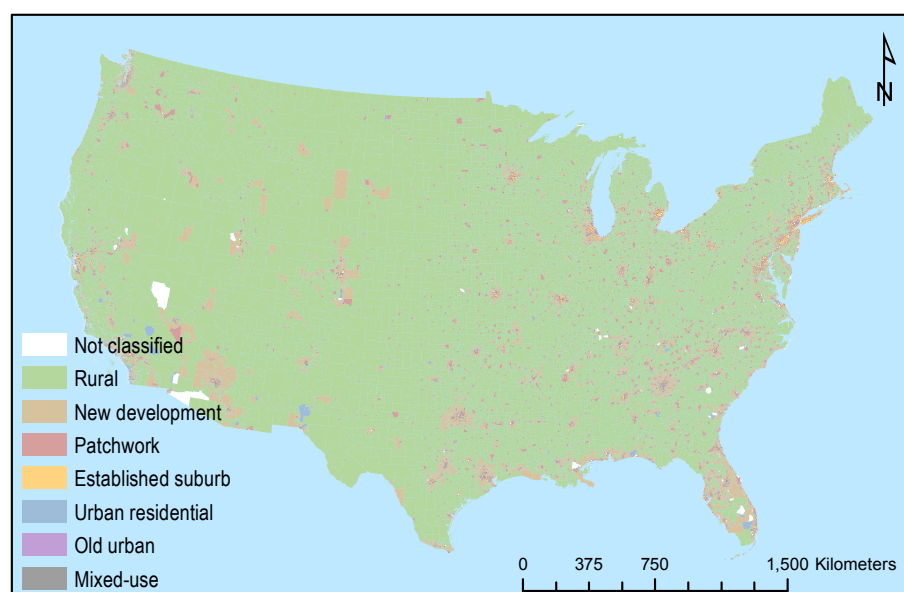 N
Not classified
Rural
New development
Patchwork
Established suburb
Urban residential
Old urban
Mixed-use
0 375 750 1,500 Kilometers